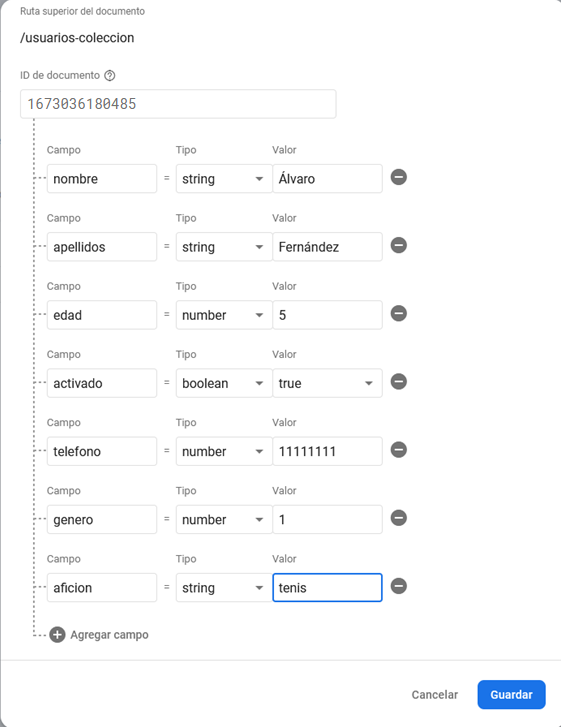 Ruta superior del documento
/usuarios-coleccion
ID de documento
1673036180485
Campo Tipo Valor
nombre = string Álvaro
Campo Tipo Valor
apellidos = string Fernández
Campo Tipo Valor
edad = number 5
Campo Tipo Valor
activado = boolean true
Campo Tipo Valor
telefono = number 11111111
Campo Tipo Valor
genero = number 1
Campo Tipo Valor
aficion = string tenis
Agregar campo
Cancelar Guardar